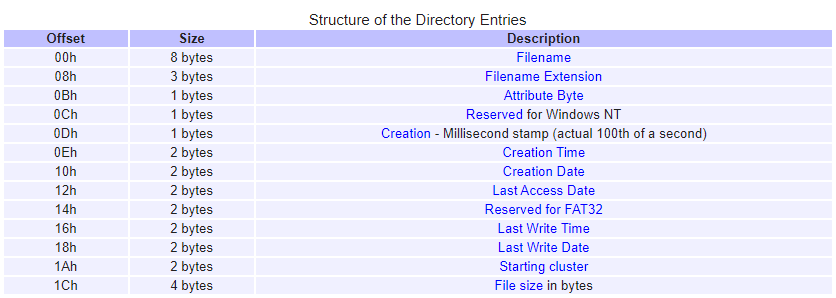 Structure of the Directory Entries
Offset Size Description
00h 8 bytes Filename
08h 3 bytes Filename Extension
0Bh 1 bytes Attribute Byte
0Ch 1 bytes Reserved for Windows NT
0Dh 1 bytes Creation - Millisecond stamp (actual 100th of a second)
0Eh 2 bytes Creation Time
10h 2 bytes Creation Date
12h 2 bytes Last Access Date
14h 2 bytes Reserved for FAT32
16h 2 bytes Last Write Time
18h 2 bytes Last Write Date
1Ah 2 bytes Starting cluster
1Ch 4 bytes File size in bytes